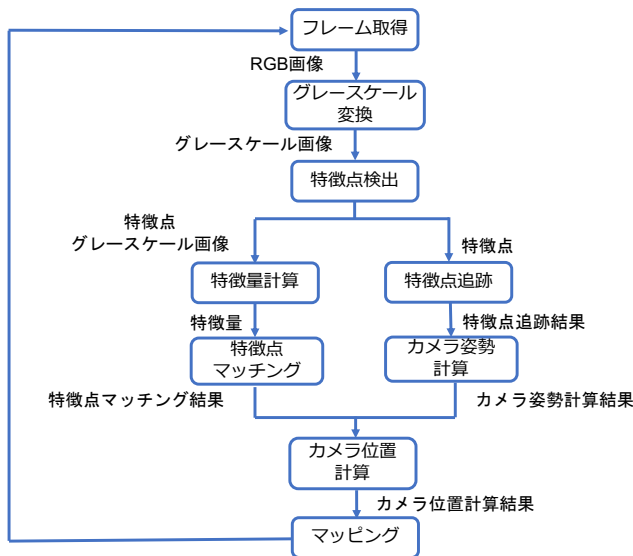 フレーム取得
RGB画像
グレースケール
変換
グレースケール画像
特徴点検出
特徴点
グレースケール画像
特徴点
特徴量計算
特徴点追跡
特徴量
特徴点追跡結果
特徴点
マッチング
カメラ姿勢
計算
特徴点マッチング結果
カメラ姿勢計算結果
カメラ位置
計算
カメラ位置計算結果
マッピング